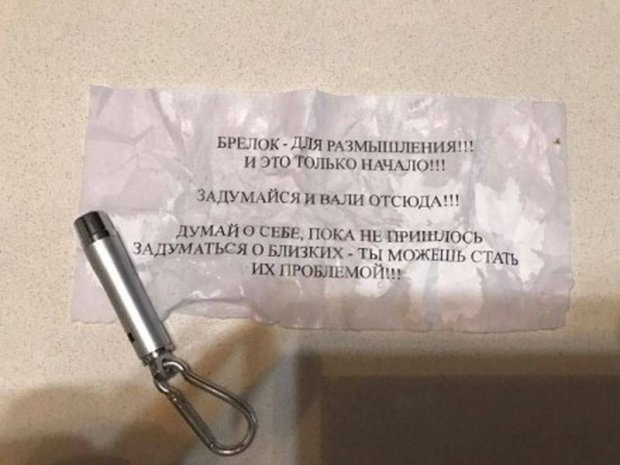 БРЕЛОК - ДЛЯ РАЗМЫШЛЕНИЯ!!!
И ЭТО ТОЛЬКО НАЧАЛО!!!
ЗАДУМАЙСЯ И ВАЛИ ОТСЮДА!!!
ДУМАЙ О СЕБЕ, ПОКА НЕ ПРИШЛОСЬ
ЗАДУМАТЬСЯ О БЛИЗКИХ - ТЫ МОЖЕШЬ СТАТЬ
ИХ ПРОБЛЕМОЙ!!!